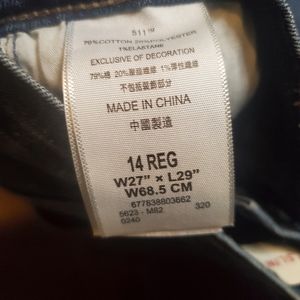 511™
79%COTTON 20%POLYESTER
1%ELASTANE
EXCLUSIVE OF DECORATION
79%棉 20%聚酯纖維 1%彈性纖維
不包括裝飾部分
MADE IN CHINA
中國製造
14 REG
W27" × L29"
W68.5 CM
677838803662
5623 - M82 320
0240